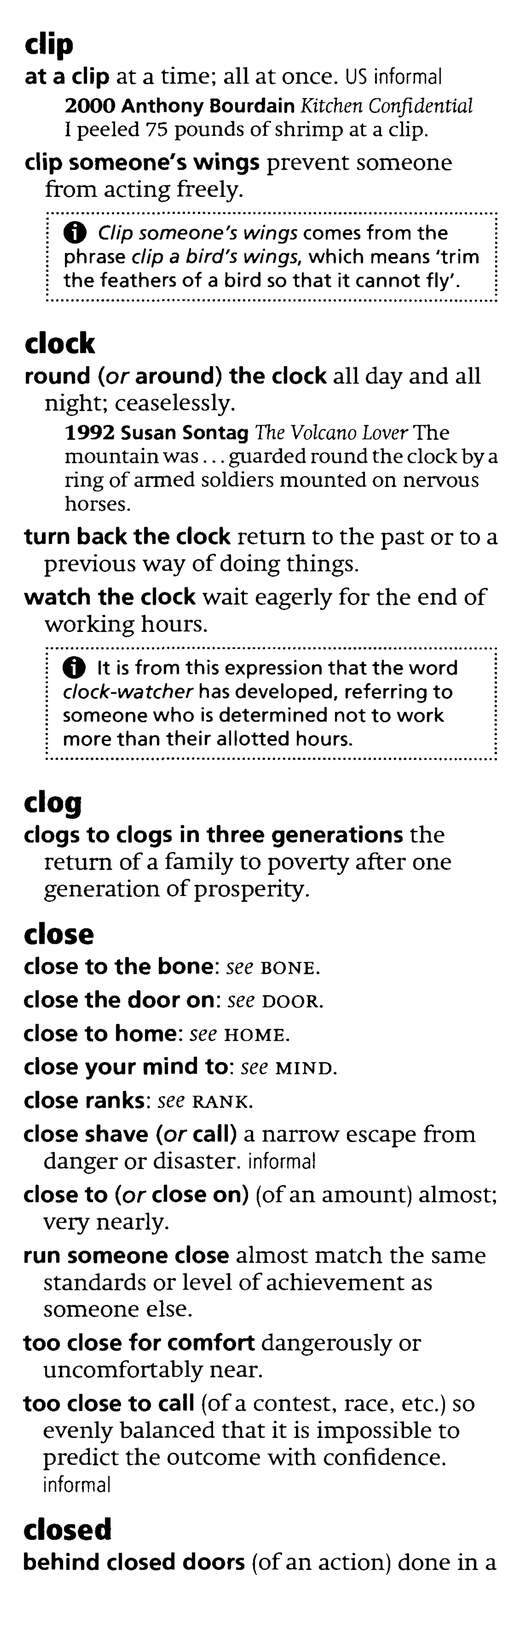 clip
at a clip at a time; all at once. US informal
2000 Anthony Bourdain Kitchen Confidential
I peeled 75 pounds of shrimp at a clip.
clip someone's wings prevent someone
from acting freely.
Clip someone's wings comes from the
phrase clip a bird's wings, which means 'trim
the feathers of a bird so that it cannot fly'.
clock
round (or around) the clock all day and all
night; ceaselessly.
1992 Susan Sontag The Volcano Lover The
mountain was ... guarded round the clock by a
ring of armed soldiers mounted on nervous
horses.
turn back the clock return to the past or to a
previous way of doing things.
watch the clock wait eagerly for the end of
working hours.
It is from this expression that the word
clock-watcher has developed, referring to
someone who is determined not to work
more than their allotted hours.
clog
clogs to clogs in three generations the
return of a family to poverty after one
generation of prosperity.
close
close to the bone: see BONE.
close the door on: see DOOR.
close to home: see HOME.
close your mind to: see MIND.
close ranks: see RANK.
close shave (or call) a narrow escape from
danger or disaster. informal
close to (or close on) (of an amount) almost;
very nearly.
run someone close almost match the same
standards or level of achievement as
someone else.
too close for comfort dangerously or
uncomfortably near.
too close to call (of a contest, race, etc.) so
evenly balanced that it is impossible to
predict the outcome with confidence.
informal
closed
behind closed doors (of an action) done in a